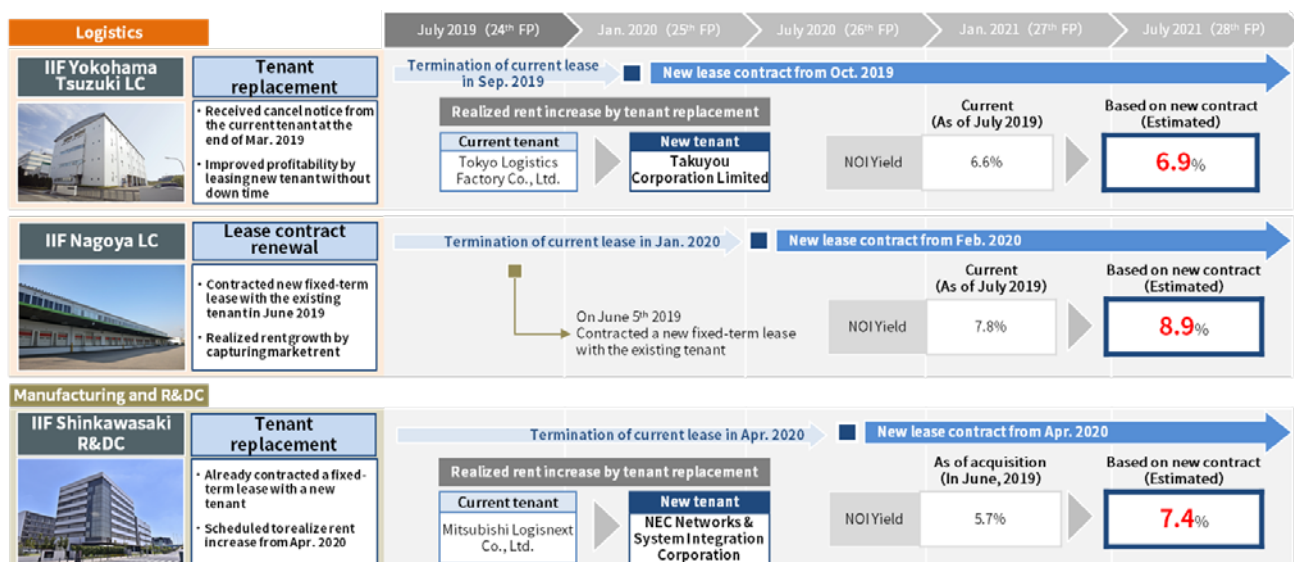 Logistics
July 2019 (24th FP)
Jan. 2020 (25th FP)
July 2020 (26th FP)
Jan. 2021 (27th FP)
July 2021 (28th FP)
IIF Yokohama
Tsuzuki LC
Tenant
replacement
・Received cancel notice from
the current tenant at the
end of Mar. 2019
・Improved profitability by
leasing new tenant without
down time
Termination of current lease
in Sep. 2019
New lease contract from Oct. 2019
Realized rent increase by tenant replacement
Current tenant
Tokyo Logistics
Factory Co., Ltd.
New tenant
Takuyou
Corporation Limited
NOI Yield
Current
(As of July 2019)
6.6%
Based on new contract
(Estimated)
6.9%
IIF Nagoya LC
Lease contract
renewal
・Contracted new fixed-term
lease with the existing
tenant in June 2019
・Realized rent growth by
capturing market rent
Termination of current lease in Jan. 2020
New lease contract from Feb. 2020
On June 5th 2019
Contracted a new fixed-term lease
with the existing tenant
NOI Yield
Current
(As of July 2019)
7.8%
Based on new contract
(Estimated)
8.9%
Manufacturing and R&DC
IIF Shinkawasaki
R&DC
Tenant
replacement
・Already contracted a fixed-
term lease with a new
tenant
・Scheduled to realize rent
increase from Apr. 2020
Termination of current lease in Apr. 2020
New lease contract from Apr. 2020
Realized rent increase by tenant replacement
Current tenant
Mitsubishi Logisnext
Co., Ltd.
New tenant
NEC Networks &
System Integration
Corporation
NOI Yield
As of acquisition
(In June, 2019)
5.7%
Based on new contract
(Estimated)
7.4%